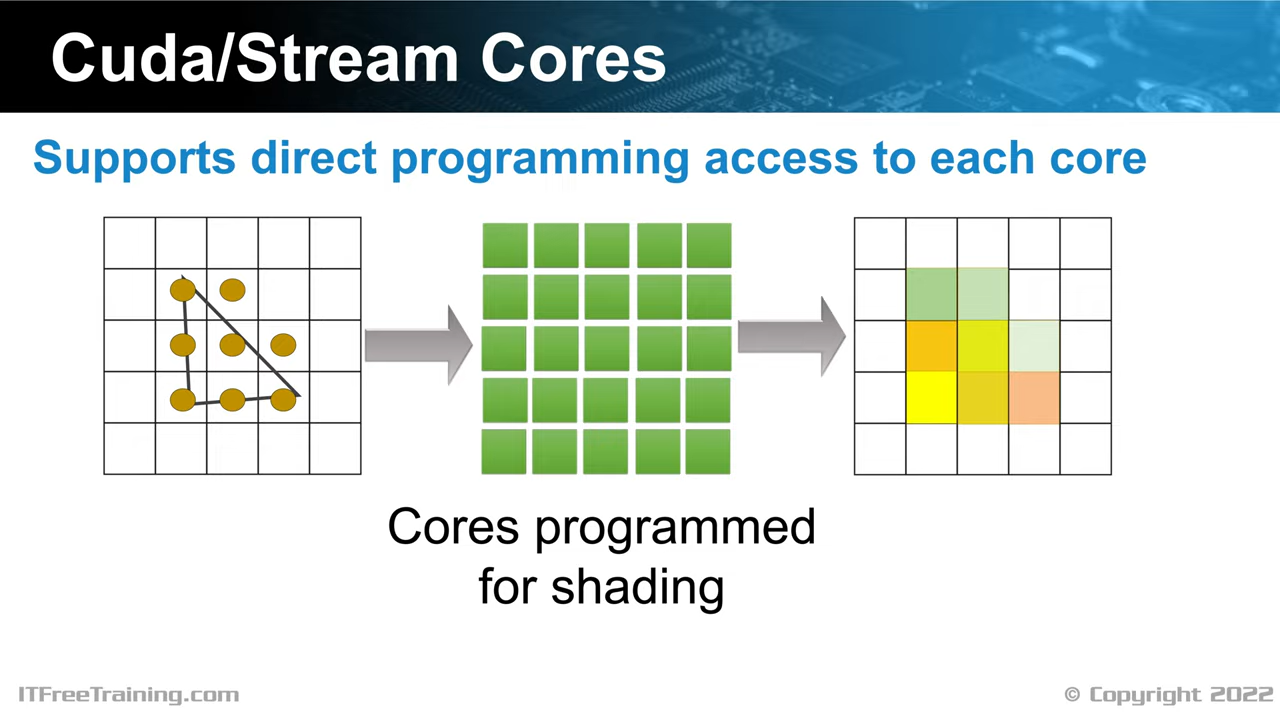 Cuda/Stream Cores
Supports direct programming access to each core
Cores programmed
for shading
ITFreeTraining.com
© Copyright 2022